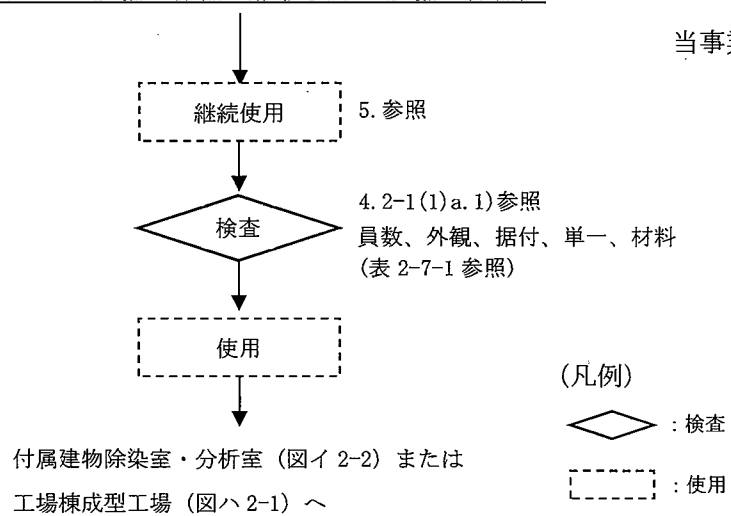 当事
継続使用
5.参照
検査
4.2-1(1)a.1)参照
員数、外観、据付、単一、材料
(表 2-7-1 参照)
使用
(凡例)
：検査
付属建物除染室・分析室（図イ 2-2）または
：使用
工場棟成型工場（図ハ 2-1）へ